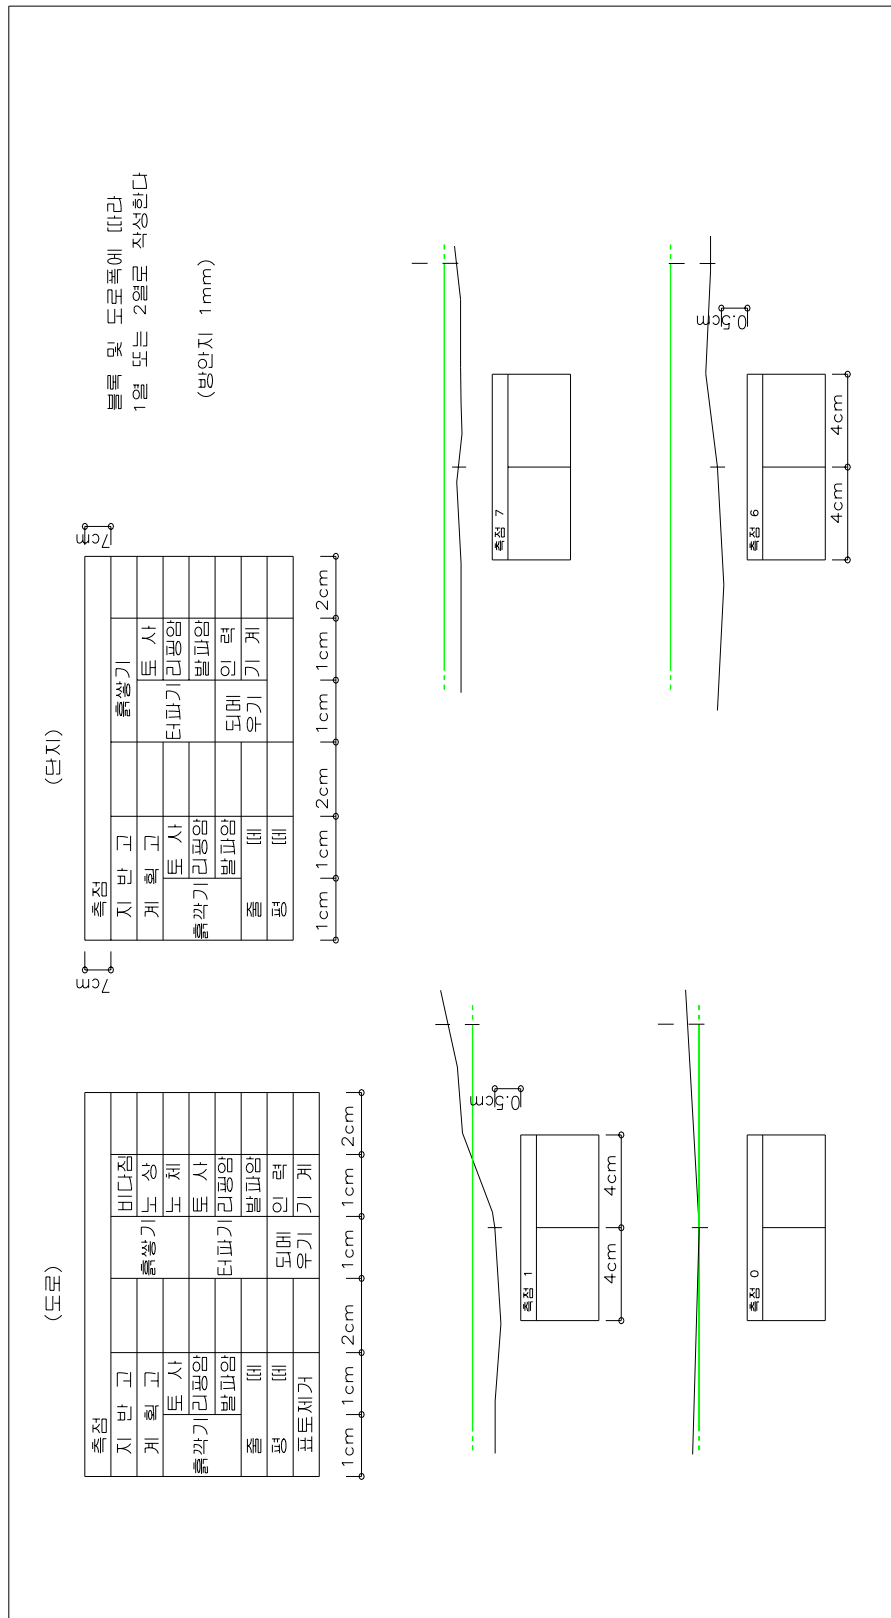 (도로)
측점
지 반 고 비다짐
계 획 고 흙쌓기 노 상
토 사 노 체
흙깍기 리핑암 토 사
발파암 터파기 리핑암
줄 떼 발파암
평 떼 되메 인 력
표토제거 우기 기 계
1cm 1cm 2cm 1cm 1cm 2cm
(단지)
7cm
측점
7cm
지 반 고 흙쌓기
계 획 고 토 사
토 사 터파기 리핑암
흙깍기 리핑암 발파암
발파암 되메 인 력
줄 떼 우기 기 계
평 떼
1cm 1cm 2cm 1cm 1cm 2cm
블록 및 도로폭에 따라
1열 또는 2열로 작성한다
(방안지 1mm)
0.5cm
측점 1
4cm 4cm
측점 7
측점 0
0.5cm
측점 6
4cm 4cm